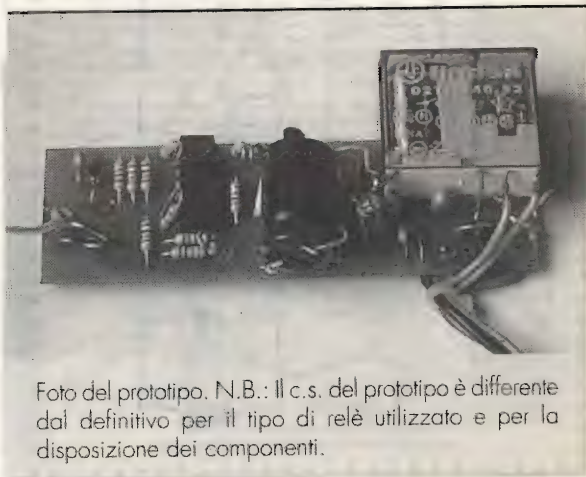 Foto del prototipo. N.B.: Il c.s. del prototipo è differente
dal definitivo per il tipo di relè utilizzato e per la
disposizione dei componenti.